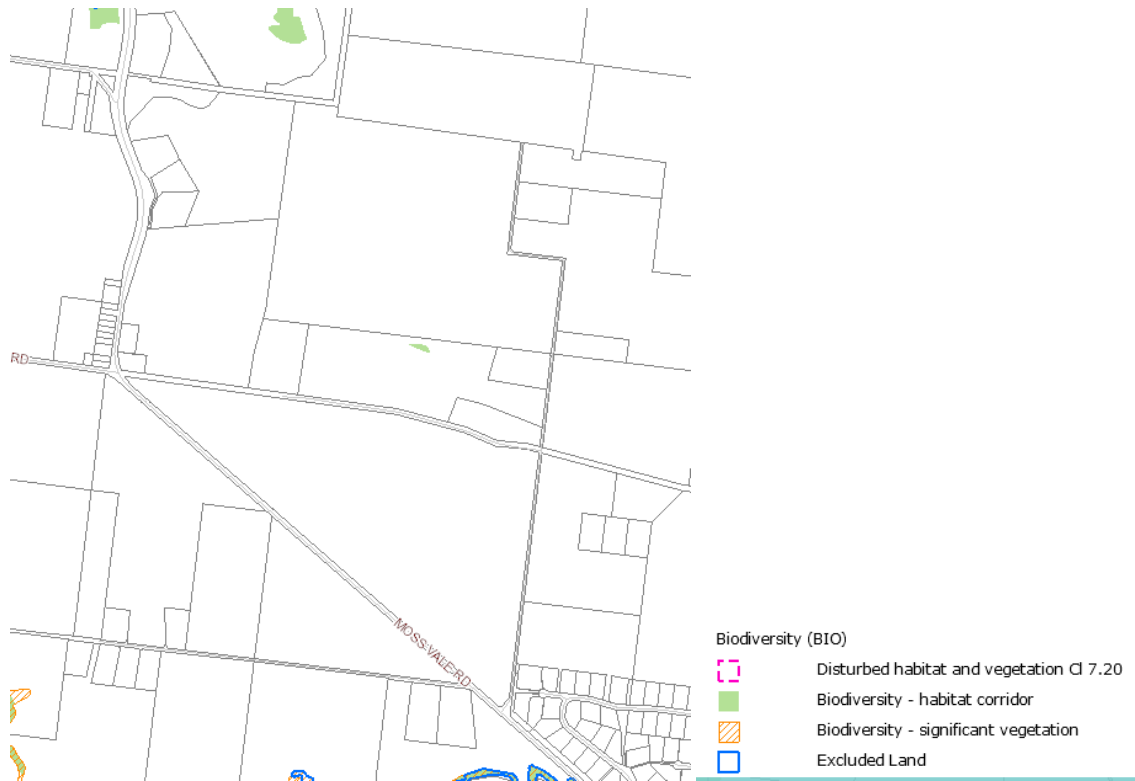 RD
MOSS VALE RD
Biodiversity (BIO)
Disturbed habitat and vegetation Cl 7.20
Biodiversity - habitat corridor
Biodiversity - significant vegetation
Excluded Land